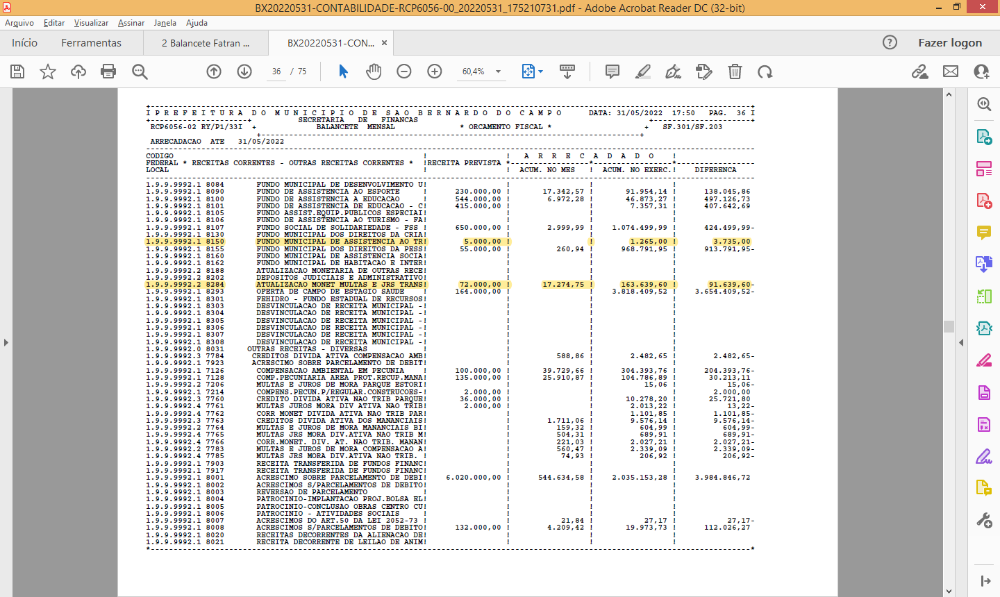 BX20220531-CONTABILIDADE-RCP6056-00_20220531_175210731.pdf - Adobe Acrobat Reader DC (32-bit)
Arquivo Editar Visualizar Assinar Janela Ajuda
Início Ferramentas 2 Balancete Fatran ... BX20220531-CON... × Fazer logon
36 / 75 60,4%
+-----------------------------------------------------------------------------------------------------------------------------------+
I P R E F E I T U R A   D O   M U N I C I P I O   D E   S A O   B E R N A R D O   D O   C A M P O      DATA: 31/05/2022  17:50   PAG.  36 I
+----------------------+          SECRETARIA   DE   FINANCAS          +----------------------+
RCP6056-02 RY/P1/33I  +             BALANCETE  MENSAL              * ORCAMENTO FISCAL *                    +   SF.301/SF.203
+-----------------------------------------------------------------------------------+
ARRECADACAO  ATE   31/05/2022
------------------------------------------------------------------------------------------------------------------------------------
CODIGO                                                       !                 !   A  R  R  E  C  A  D  A  D  O    !
FEDERAL * RECEITAS CORRENTES - OUTRAS RECEITAS CORRENTES *  !RECEITA PREVISTA *-----------------*-----------------*-----------------
LOCAL                                                        !                 !  ACUM. NO MES   !  ACUM. NO EXERC.!    DIFERENCA
------------------------------------------------------------------------------------------------------------------------------------
1.9.9.9992.1 8084       FUNDO MUNICIPAL DE DESENVOLVIMENTO U!                 !                 !                 !
1.9.9.9992.1 8090       FUNDO DE ASSISTENCIA AO ESPORTE     !      230.000,00 !       17.342,57 !       91.954,14 !      138.045,86
1.9.9.9992.1 8100       FUNDO DE ASSISTENCIA A EDUCACAO     !      544.000,00 !        6.972,28 !       46.873,27 !      497.126,73
1.9.9.9992.1 8101       FUNDO DE ASSISTENCIA DE EDUCACAO - C!      415.000,00 !                 !        7.357,31 !      407.642,69
1.9.9.9992.1 8105       FUNDO ASSIST.EQUIP.PUBLICOS ESPECIAI!                 !                 !                 !
1.9.9.9992.1 8106       FUNDO DE ASSISTENCIA AO TURISMO - FA!                 !                 !                 !
1.9.9.9992.1 8107       FUNDO SOCIAL DE SOLIDARIEDADE - FSS !      650.000,00 !        2.999,99 !    1.074.499,99 !      424.499,99-
1.9.9.9992.1 8130       FUNDO MUNICIPAL DOS DIREITOS DA CRIA!                 !                 !                 !
1.9.9.9992.1 8150       FUNDO MUNICIPAL DE ASSISTENCIA AO TR!        5.000,00 !                 !        1.265,00 !        3.735,00
1.9.9.9992.1 8155       FUNDO MUNICIPAL DOS DIREITOS DA PESS!       55.000,00 !          260,94 !      968.791,95 !      913.791,95-
1.9.9.9992.1 8160       FUNDO MUNICIPAL DE ASSISTENCIA SOCIA!                 !                 !                 !
1.9.9.9992.1 8162       FUNDO MUNICIPAL DE HABITACAO E INTER!                 !                 !                 !
1.9.9.9992.2 8188       ATUALIZACAO MONETARIA DE OUTRAS RECE!                 !                 !                 !
1.9.9.9992.2 8202       DEPOSITOS JUDICIAIS E ADMINISTRATIVO!                 !                 !                 !
1.9.9.9992.2 8284       ATUALIZACAO MONET MULTAS E JRS TRANS!       72.000,00 !       17.274,75 !      163.639,60 !       91.639,60-
1.9.9.9992.1 8293       OFERTA DE CAMPO DE ESTAGIO SAUDE    !      164.000,00 !                 !    3.818.409,52 !    3.654.409,52-
1.9.9.9992.1 8301       FEHIDRO - FUNDO ESTADUAL DE RECURSOS!                 !                 !                 !
1.9.9.9992.1 8303       DESVINCULACAO DE RECEITA MUNICIPAL -!                 !                 !                 !
1.9.9.9992.1 8304       DESVINCULACAO DE RECEITA MUNICIPAL -!                 !                 !                 !
1.9.9.9992.1 8305       DESVINCULACAO DE RECEITA MUNICIPAL -!                 !                 !                 !
1.9.9.9992.1 8306       DESVINCULACAO DE RECEITA MUNICIPAL -!                 !                 !                 !
1.9.9.9992.1 8307       DESVINCULACAO DE RECEITA MUNICIPAL -!                 !                 !                 !
1.9.9.9992.1 8308       DESVINCULACAO DE RECEITA MUNICIPAL -!                 !                 !                 !
1.9.9.9992.0 8031     OUTRAS RECEITAS - DIVERSAS            !                 !                 !                 !
1.9.9.9992.3 7784      CREDITOS DIVIDA ATIVA COMPENSACAO AMB!                 !          588,86 !        2.482,65 !        2.482,65-
1.9.9.9992.1 7923      ACRESCIMO SOBRE PARCELAMENTO DE DEBIT!                 !                 !                 !
1.9.9.9992.1 7126       COMPENSACAO AMBIENTAL EM PECUNIA    !      100.000,00 !       39.729,66 !      304.393,76 !      204.393,76-
1.9.9.9992.1 7128       COMP.PECUNIARIA AREA PROT.RECUP.MANA!      135.000,00 !       25.910,87 !      104.786,89 !       30.213,11
1.9.9.9992.2 7206       MULTAS E JUROS DE MORA PARQUE ESTORI!                 !                 !           15,06 !           15,06-
1.9.9.9992.1 7214       COMPENS.PECUN.P/REGULAR.CONSTRUCOES-!        2.000,00 !                 !                 !        2.000,00
1.9.9.9992.3 7760       CREDITO DIVIDA ATIVA NAO TRIB PARQUE!       36.000,00 !                 !       10.278,20 !       25.721,80
1.9.9.9992.4 7761       MULTAS JUROS MORA DIV ATIVA NAO TRIB!        2.000,00 !                 !        2.013,22 !           13,22-
1.9.9.9992.4 7762       CORR MONET DIVIDA ATIVA NAO TRIB PAR!                 !                 !        1.101,85 !        1.101,85-
1.9.9.9992.3 7763       CREDITOS DIVIDA ATIVA DOS MANANCIAIS!                 !        1.711,06 !        9.576,14 !        9.576,14-
1.9.9.9992.2 7764       MULTAS E JUROS DE MORA MANANCIAIS BI!                 !          159,32 !          604,99 !          604,99-
1.9.9.9992.4 7765       MULTAS JRS MORA DIV.ATIVA NAO TRIB M!                 !          504,31 !          689,91 !          689,91-
1.9.9.9992.4 7766       CORR.MONET. DIV. AT. NAO TRIB. MANAN!                 !          221,03 !        2.027,21 !        2.027,21-
1.9.9.9992.2 7783       MULTAS E JUROS DE MORA COMPENSACAO A!                 !          560,47 !        2.339,09 !        2.339,09-
1.9.9.9992.4 7785       MULTAS JRS MORA DIV.ATIVA NAO TRIB. !                 !           74,93 !          206,92 !          206,92-
1.9.9.9992.1 7903       RECEITA TRANSFERIDA DE FUNDOS FINANC!                 !                 !                 !
1.9.9.9992.1 7917       RECEITA TRANSFERIDA DE FUNDOS FINANC!                 !                 !                 !
1.9.9.9992.1 8001       ACRESCIMO SOBRE PARCELAMENTO DE DEBI!    6.020.000,00 !      544.634,58 !    2.035.153,28 !    3.984.846,72
1.9.9.9992.1 8002       ACRESCIMOS S/PARCELAMENTOS DE DEBITO!                 !                 !                 !
1.9.9.9992.1 8003       REVERSAO DE PARCELAMENTO            !                 !                 !                 !
1.9.9.9992.1 8004       PATROCINIO-IMPLANTACAO PROJ.BOLSA EL!                 !                 !                 !
1.9.9.9992.1 8005       PATROCINIO-CONCLUSAO OBRAS CENTRO CU!                 !                 !                 !
1.9.9.9992.1 8006       PATROCINIO - ATIVIDADES SOCIAIS     !                 !                 !                 !
1.9.9.9992.1 8007       ACRESCIMOS DO ART.50 DA LEI 2052-73 !                 !           21,84 !           27,17 !           27,17-
1.9.9.9992.1 8008       ACRESCIMOS S/PARCELAMENTOS DE DEBITO!      132.000,00 !        4.209,42 !       19.973,73 !      112.026,27
1.9.9.9992.1 8020       RECEITAS DECORRENTES DA ALIENACAO DE!                 !                 !                 !
1.9.9.9992.1 8021       RECEITA DECORRENTE DE LEILAO DE ANIM!                 !                 !                 !
*-----------------------------------------------------------------------------------------------------------------------------------*